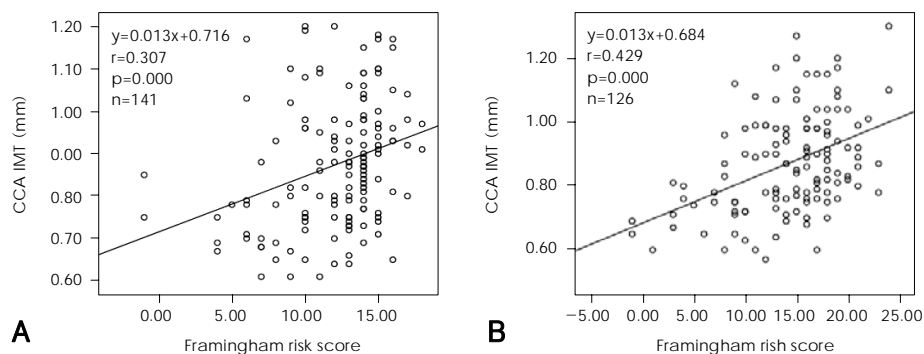 1.20
1.10
1.00
0.00
0.80
0.70
0.60
CCA IMT (mm)
y=0.013x+0.716
r=0.307
p=0.000
n=141
0.00 5.00 10.00 15.00
Framingham risk score
A
1.20
1.00
0.80
0.60
CCA IMT (mm)
y=0.013x+0.684
r=0.429
p=0.000
n=126
−5.00 0.00 5.00 10.00 15.00 20.00 25.00
Framingham rish score
B